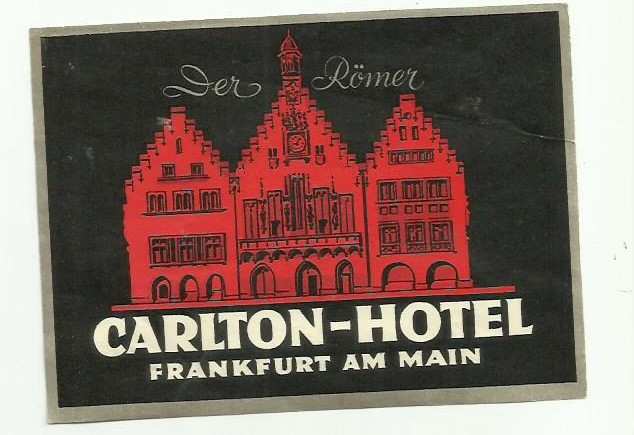 Der Römer
CARLTON-HOTEL
FRANKFURT AM MAIN